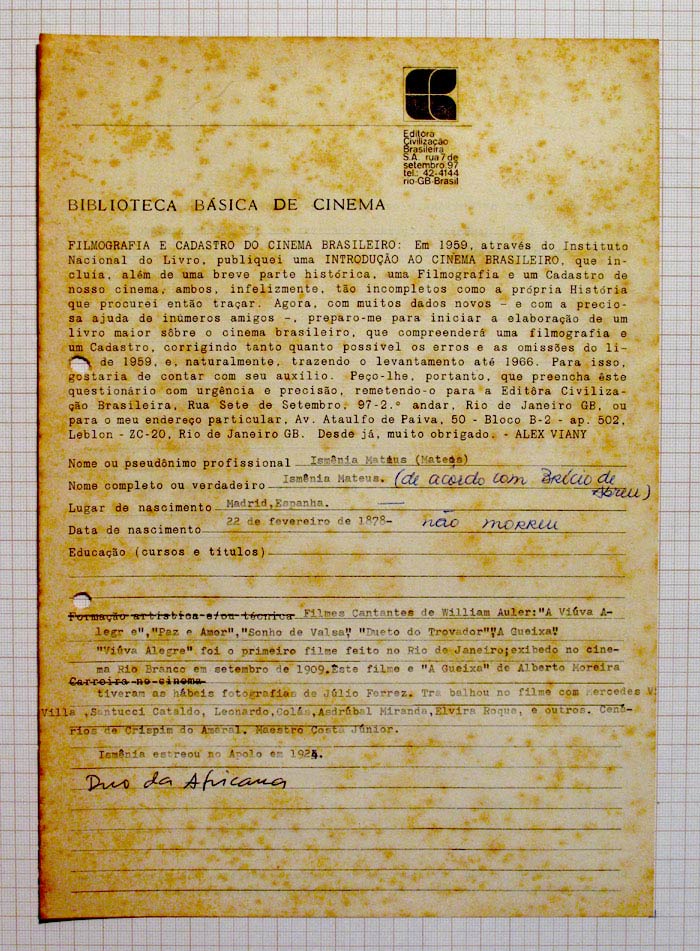 Editora
Civilização
Brasileira
S.A. rua 7 de
setembro 97
tel.: 42-4144
rio-GB-Brasil
BIBLIOTECA BÁSICA DE CINEMA
FILMOGRAFIA E CADASTRO DO CINEMA BRASILEIRO: Em 1959, através do Instituto
Nacional do Livro, publiquei uma INTRODUÇÃO AO CINEMA BRASILEIRO, que in-
cluía, além de uma breve parte histórica, uma Filmografia e um Cadastro de
nosso cinema, ambos, infelizmente, tão incompletos como a própria História
que procurei então traçar. Agora, com muitos dados novos - e com a precio-
sa ajuda de inúmeros amigos -, preparo-me para iniciar a elaboração de um
livro maior sôbre o cinema brasileiro, que compreenderá uma filmografia e
um Cadastro, corrigindo tanto quanto possível os erros e as omissões do li-
de 1959, e, naturalmente, trazendo o levantamento até 1966. Para isso,
gostaria de contar com seu auxílio. Peço-lhe, portanto, que preencha êste
questionário com urgência e precisão, remetendo-o para a Editôra Civiliza-
ção Brasileira, Rua Sete de Setembro, 97-2.º andar, Rio de Janeiro GB, ou
para o meu endereço particular, Av. Ataulfo de Paiva, 50 - Bloco B-2 - ap. 502,
Leblon - ZC-20, Rio de Janeiro GB. Desde já, muito obrigado. - ALEX VIANY
Nome ou pseudônimo profissional Ismênia Mateus (Mateos)
Nome completo ou verdadeiro Ismênia Mateus. (de acordo com Brício de Abreu)
Lugar de nascimento Madrid,Espanha. —
Data de nascimento 22 de fevereiro de 1878- não morreu
Educação (cursos e títulos)
Formação artística e/ou técnica Filmes Cantantes de William Auler:"A Viúva A-
legr e","Paz e Amor","Sonho de Valsa" "Dueto do Trovador""A Gueixa"
"Viúva Alegre" foi o primeiro filme feito no Rio de Janeiro;exibedo no cine-
ma Rio Branco em setembro de 1909.Este filme e "A Gueixa" de Alberto Moreira
Carreira no cinema
tiveram as hábeis fotografias de Júlio Ferrez. Tra balhou no filme com Mercedes V
Villa ,Santucci Cataldo, Leonardo,Colás,Asdrúbal Miranda,Elvira Roque, e outros. Cená-
rios de Crispim do Amaral. Maestro Costa Júnior.
Ismênia estreou no Apolo em
Duo da Africana